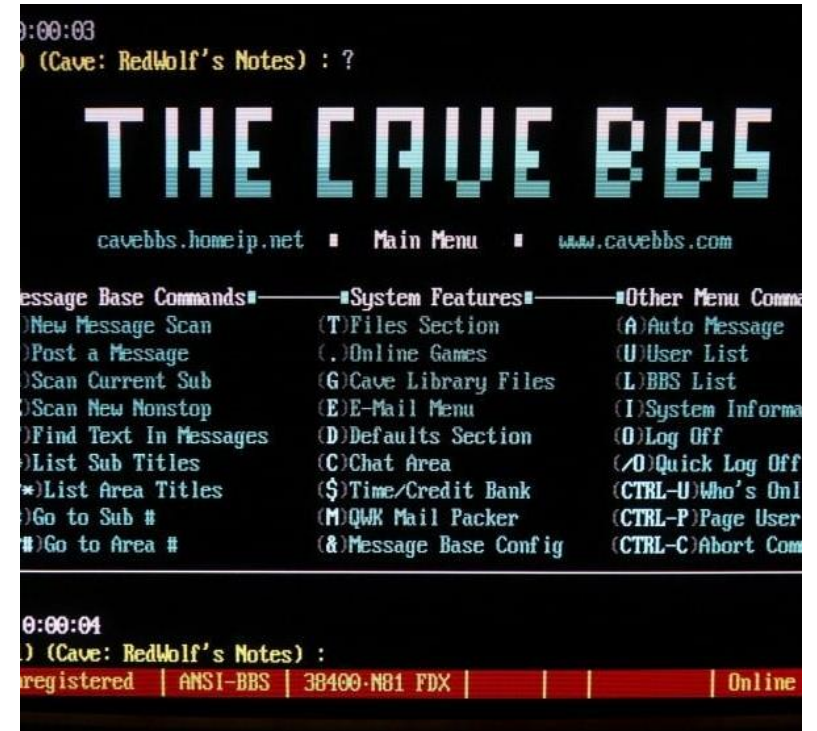 0:00:03
) (Cave: RedWolf's Notes) : ?
THE CAVE BBS
cavebbs.homeip.net ■ Main Menu ■ www.cavebbs.com
essage Base Commands■ ■System Features■ ■Other Menu Comma
)New Message Scan (T)Files Section (A)Auto Message
)Post a Message (.)Online Games (U)User List
)Scan Current Sub (G)Cave Library Files (L)BBS List
)Scan New Nonstop (E)E-Mail Menu (I)System Informa
)Find Text In Messages (D)Defaults Section (O)Log Off
)List Sub Titles (C)Chat Area (/O)Quick Log Off
*)List Area Titles ($)Time/Credit Bank (CTRL-U)Who's Onl
)Go to Sub # (M)QWK Mail Packer (CTRL-P)Page User
#)Go to Area # (&)Message Base Config (CTRL-C)Abort Com
0:00:04
.) (Cave: RedWolf's Notes) :
registered | ANSI-BBS | 38400·N81 FDX | | | | Online